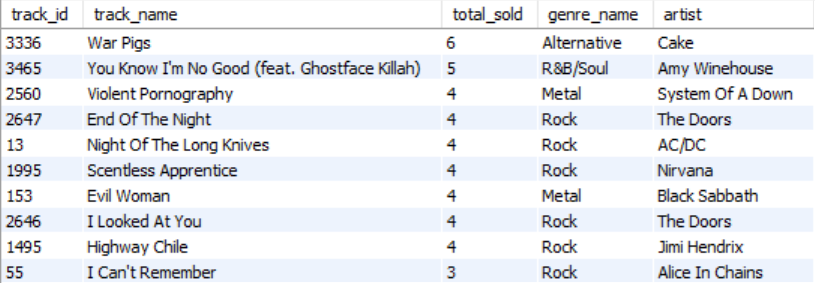 track_id track_name total_sold genre_name artist
3336 War Pigs 6 Alternative Cake
3465 You Know I'm No Good (feat. Ghostface Killah) 5 R&B/Soul Amy Winehouse
2560 Violent Pornography 4 Metal System Of A Down
2647 End Of The Night 4 Rock The Doors
13 Night Of The Long Knives 4 Rock AC/DC
1995 Scentless Apprentice 4 Rock Nirvana
153 Evil Woman 4 Metal Black Sabbath
2646 I Looked At You 4 Rock The Doors
1495 Highway Chile 4 Rock Jimi Hendrix
55 I Can't Remember 3 Rock Alice In Chains